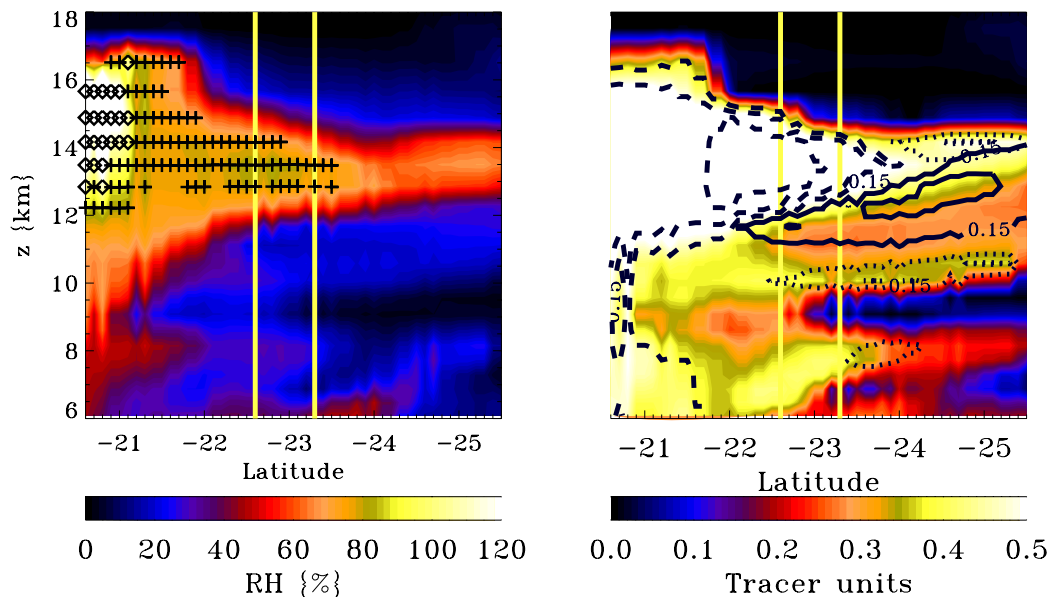 18
16
14
12
10
8
6
z {km}
-21 -22 -23 -24 -25
Latitude
0 20 40 60 80 100 120
RH {%}
0.15
0.15
0.15
0.15
0.15
-21 -22 -23 -24 -25
Latitude
0.0 0.1 0.2 0.3 0.4 0.5
Tracer units